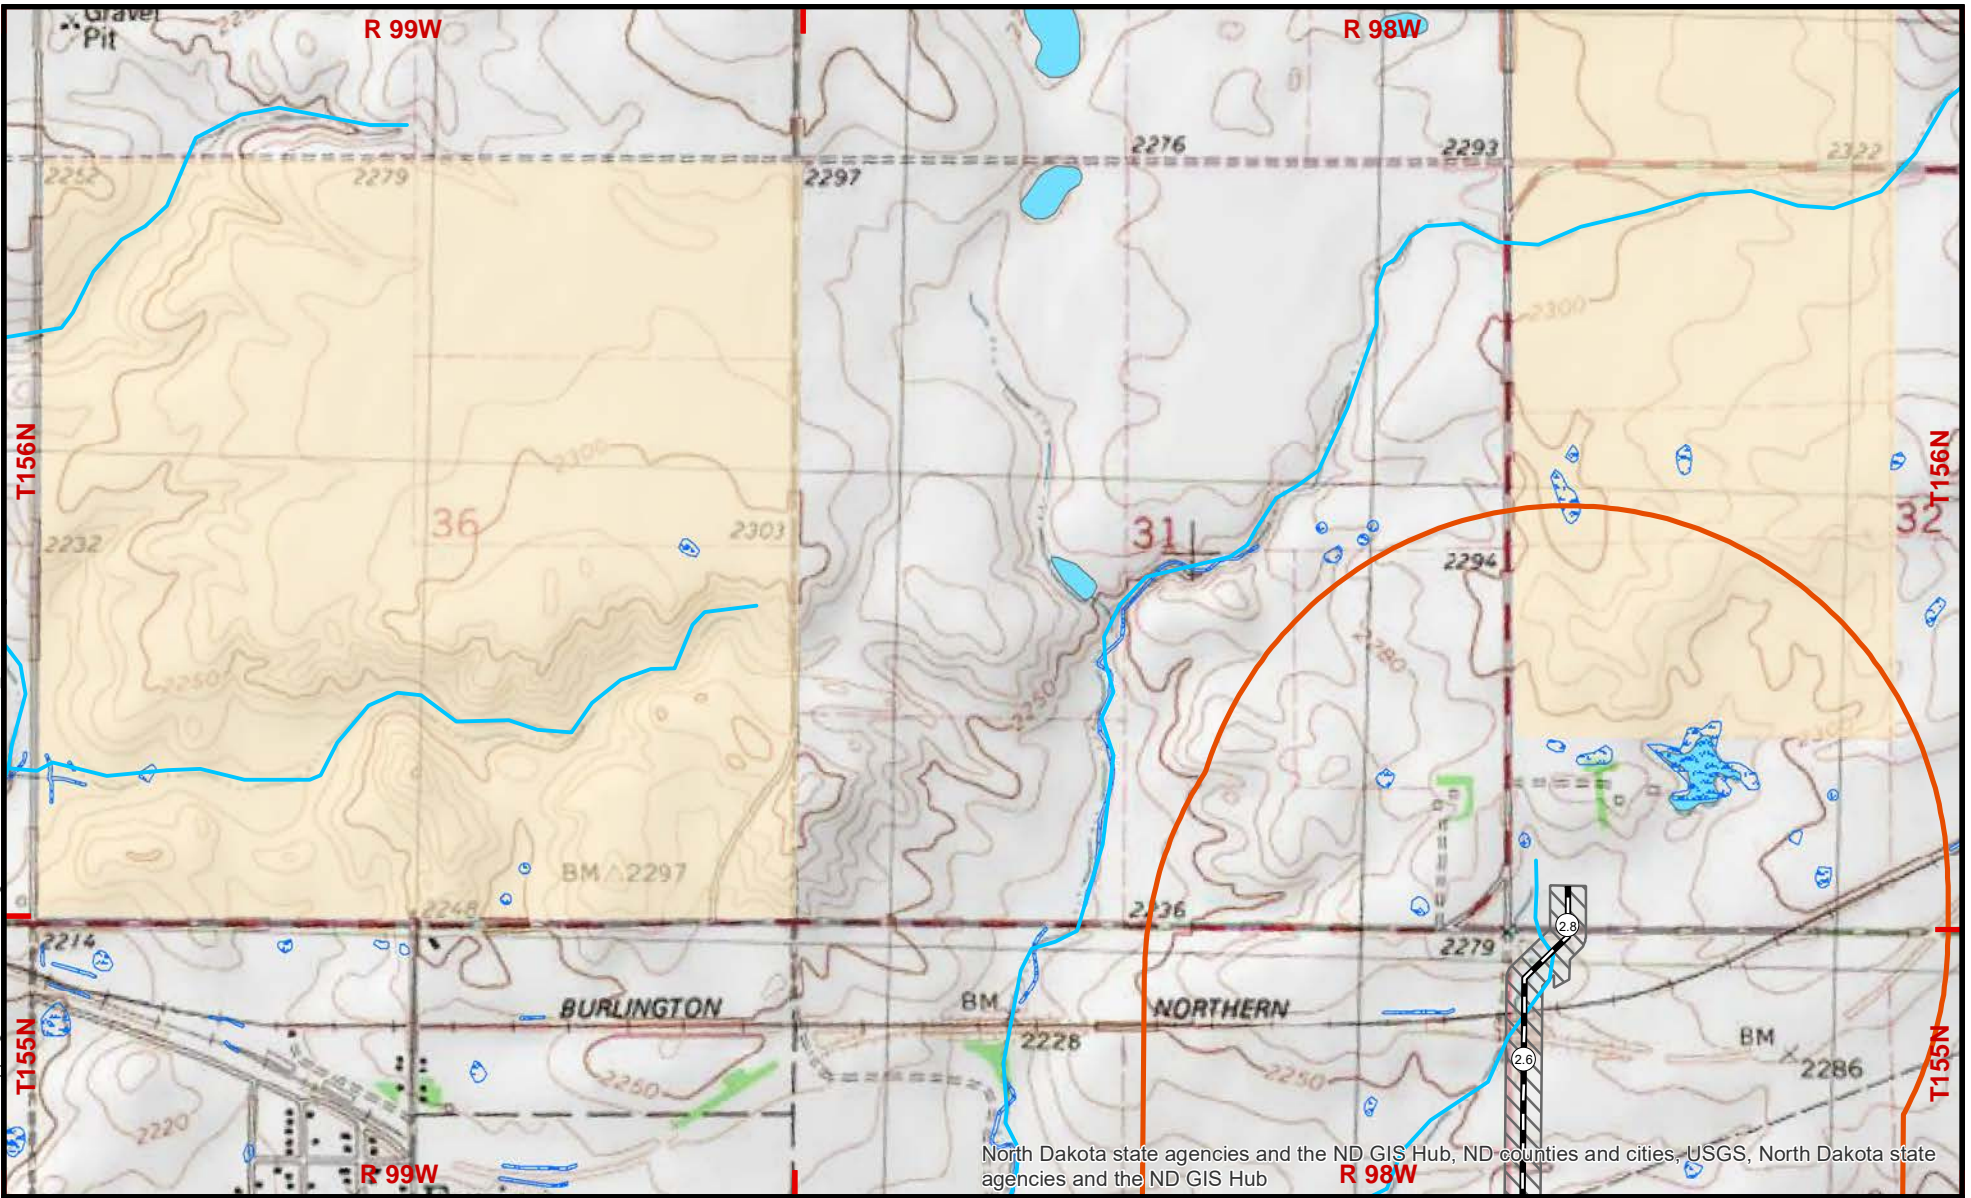 Gravel
Pit
R 99W
R 98W
2276
2293
2322
2252
2279
2297
2300
T156N
T156N
2300
36
2303
31
32
2232
2294
2280
2250
2250
BM 2297
2248
2236
2.8
2214
2279
BURLINGTON
BM
NORTHERN
2228
BM
2286
2.6
T155N
T155N
2250
2250
2220
North Dakota state agencies and the ND GIS Hub, ND counties and cities, USGS, North Dakota state
agencies and the ND GIS Hub
R 99W
R 98W